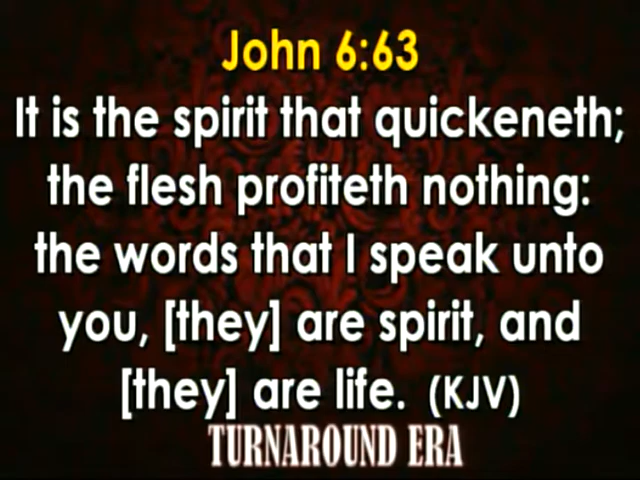 John 6:63
It is the spirit that quickeneth;
the flesh profiteth nothing:
the words that I speak unto
you, [they] are spirit, and
[they] are life. (KJV)
TURNAROUND ERA